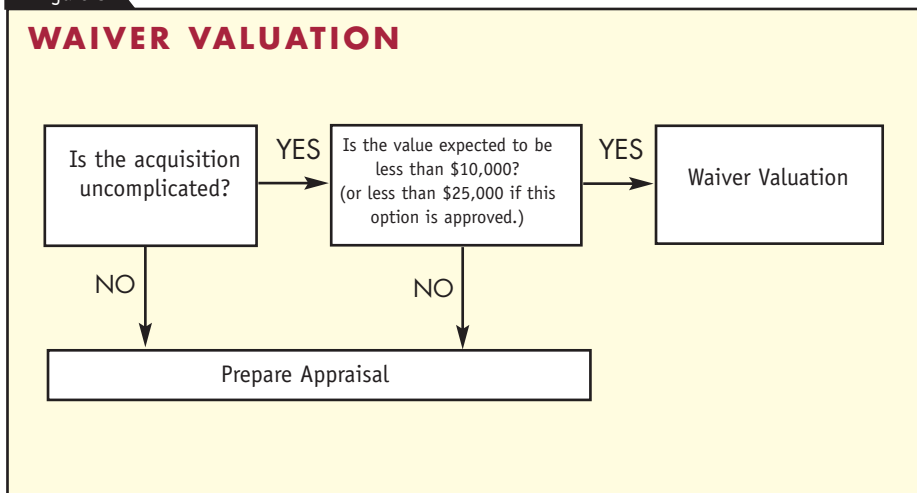 WAIVER VALUATION
Is the acquisition
uncomplicated?
YES
Is the value expected to be
less than $10,000?
(or less than $25,000 if this
option is approved.)
YES
Waiver Valuation
NO
NO
Prepare Appraisal